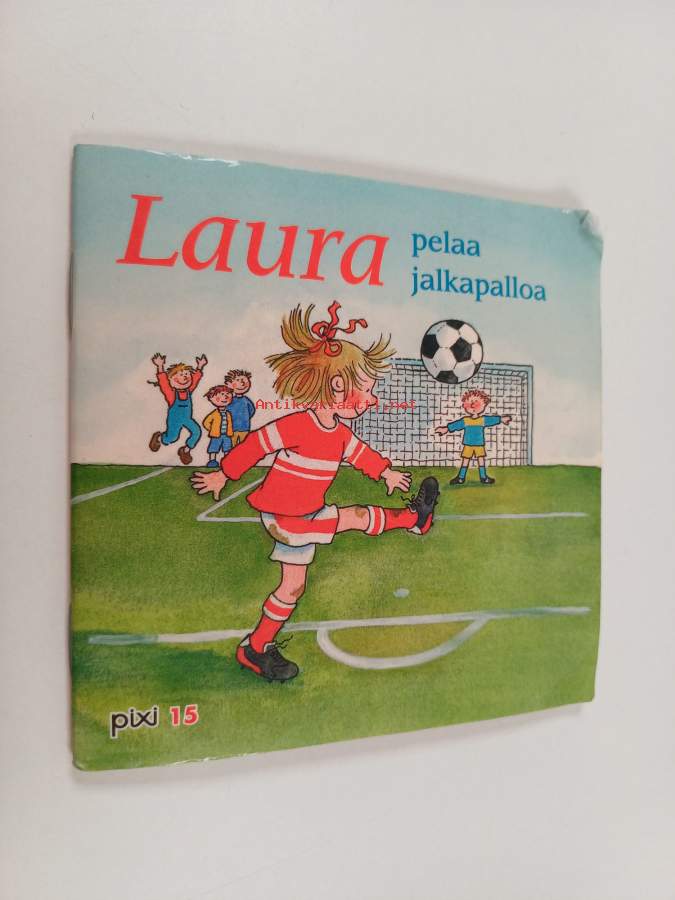 Laura
pelaa
jalkapalloa
Antikvariaatti.net
pixi 15